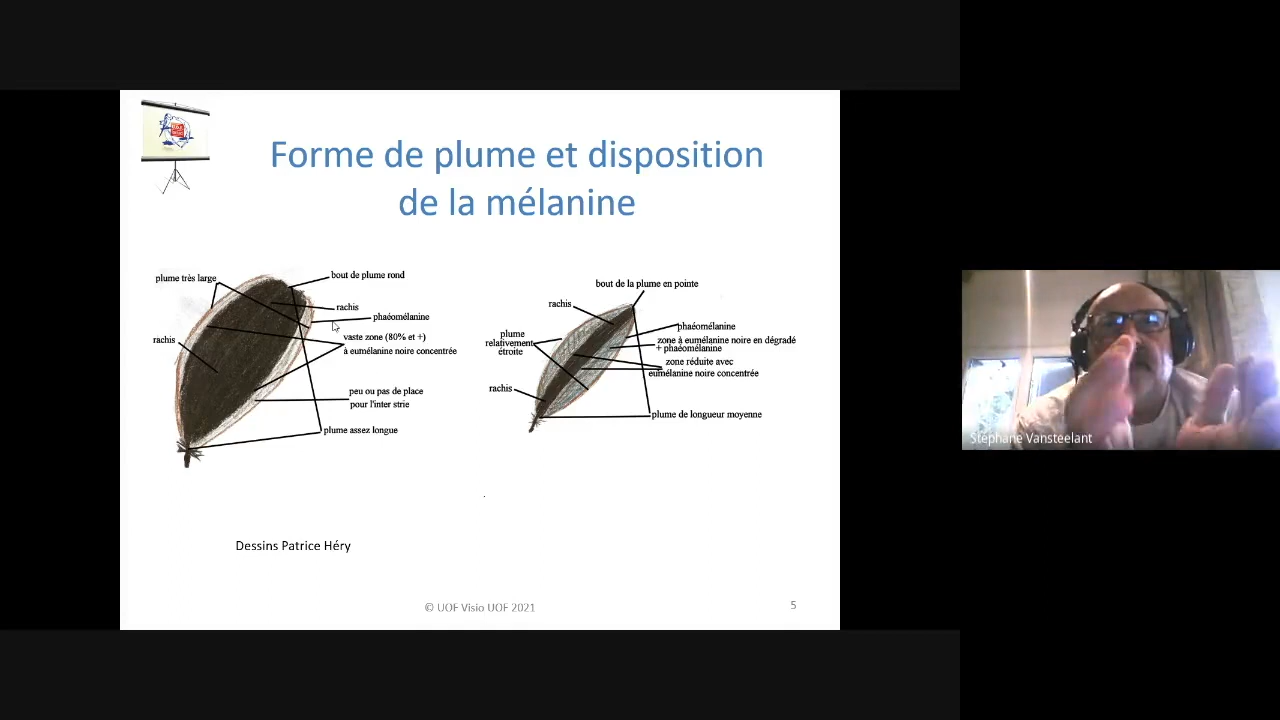 Forme de plume et disposition
de la mélanine
plume très large
bout de plume rond
rachis
phaéomélanine
rachis
vaste zone (80% et +)
à eumélanine noire concentrée
peu ou pas de place
pour l'inter strie
plume assez longue
bout de la plume en pointe
rachis
plume
relativement
étroite
phaéomélanine
zone à eumélanine noire en dégradé
+ phaéomélanine
zone réduite avec
eumélanine noire concentrée
rachis
plume de longueur moyenne
Dessins Patrice Héry
© UOF Visio UOF 2021
5
Stéphane Vansteelant